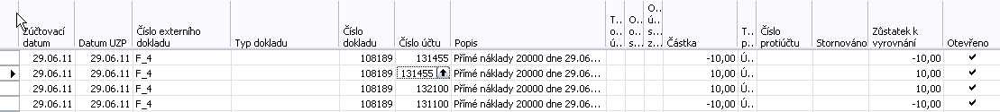 Zúčtovací datum Datum UZP Číslo externího dokladu Typ dokladu Číslo dokladu Číslo účtu Popis T.. o.. ú.. O.. o.. s... O.. ú.. s... z... Částka T.. p.. Číslo protiúčtu Stornováno Zůstatek k vyrovnání Otevřeno
29.06.11 29.06.11 F_4 108189 131455 Přímé náklady 20000 dne 29.06... -10,00 Ú.. -10,00 ✔
29.06.11 29.06.11 F_4 108189 131455 Přímé náklady 20000 dne 29.06... 10,00 Ú.. 10,00 ✔
29.06.11 29.06.11 F_4 108189 132100 Přímé náklady 20000 dne 29.06... 10,00 Ú.. 10,00 ✔
29.06.11 29.06.11 F_4 108189 131100 Přímé náklady 20000 dne 29.06... -10,00 Ú.. -10,00 ✔